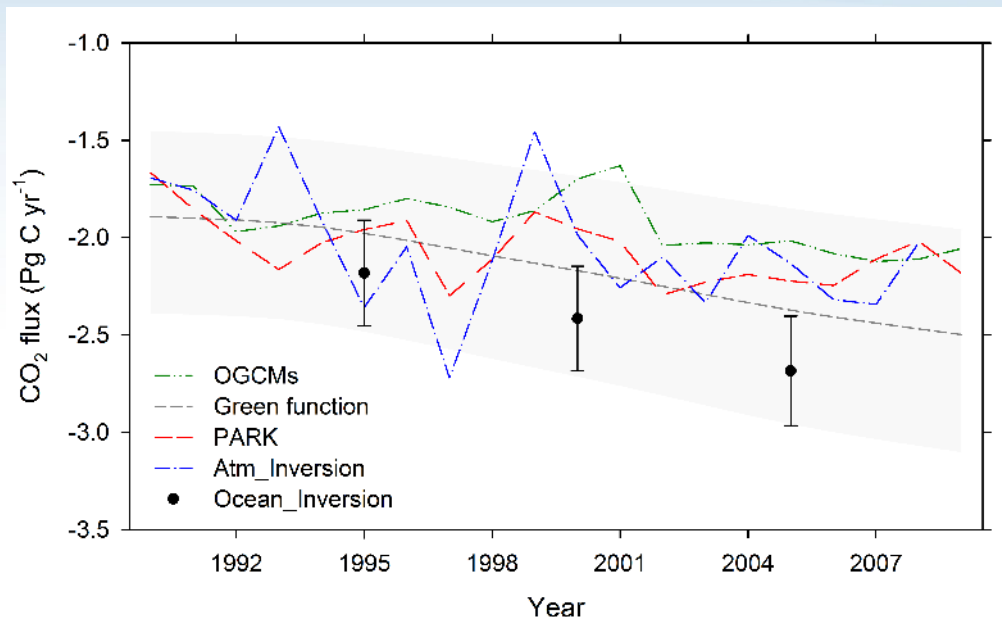 -1.0
-1.5
-2.0
-2.5
-3.0
-3.5
CO2 flux (Pg C yr-1)
OGCMs
Green function
PARK
Atm_Inversion
Ocean_Inversion
1992 1995 1998 2001 2004 2007
Year